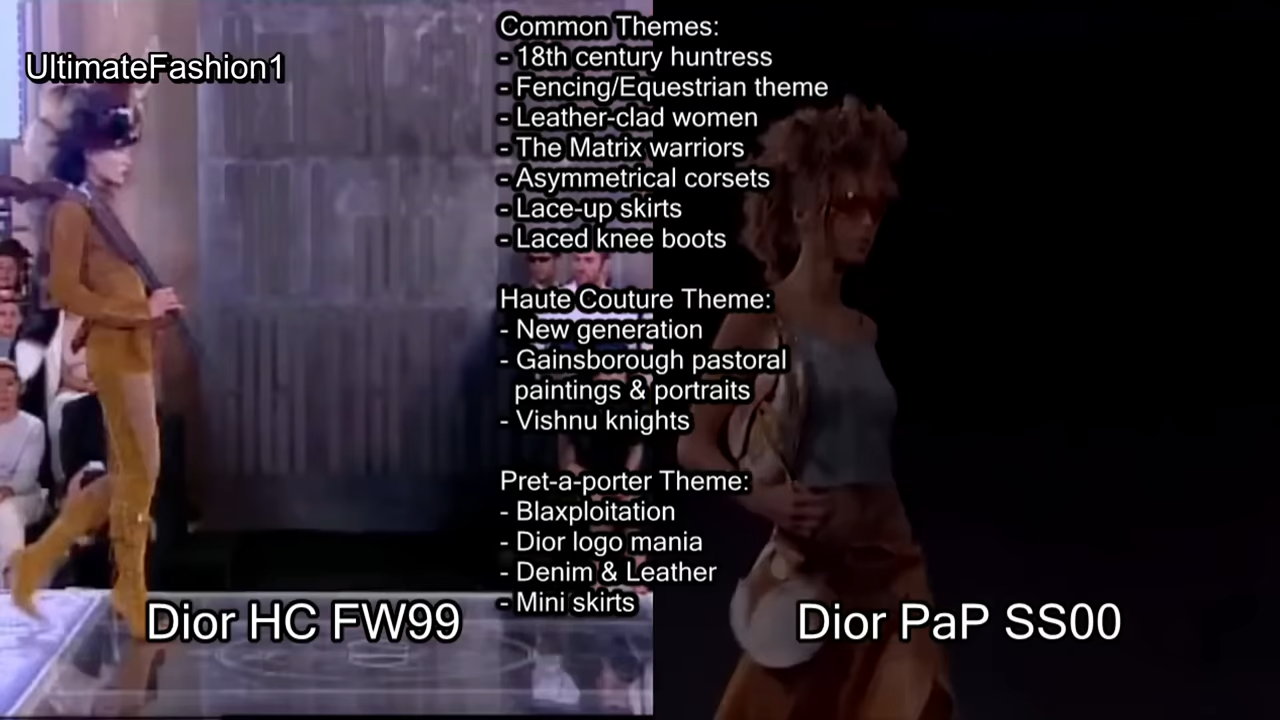 UltimateFashion1
Common Themes:
- 18th century huntress
- Fencing/Equestrian theme
- Leather-clad women
- The Matrix warriors
- Asymmetrical corsets
- Lace-up skirts
- Laced knee boots
Haute Couture Theme:
- New generation
- Gainsborough pastoral
paintings & portraits
- Vishnu knights
Pret-a-porter Theme:
- Blaxploitation
- Dior logo mania
- Denim & Leather
- Mini skirts
Dior HC FW99
Dior PaP SS00